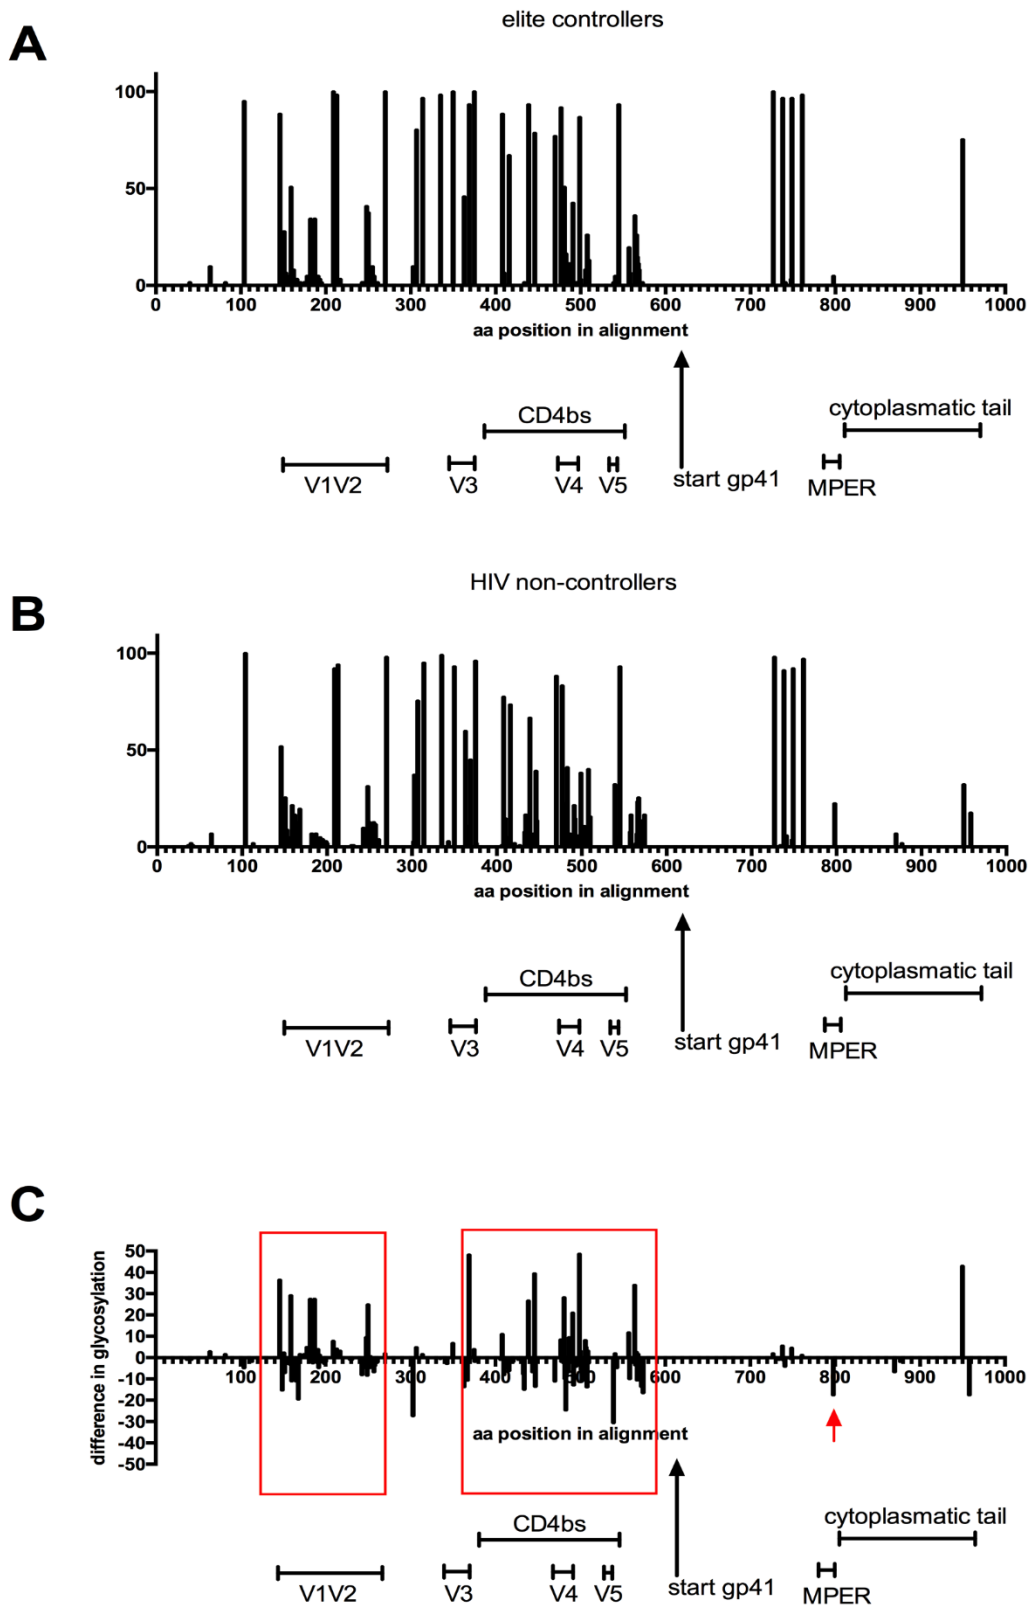 elite controllers
A
100
50
0
0 100 200 300 400 500 600 700 800 900 1000
aa position in alignment
cytoplasmatic tail
CD4bs
V1V2 V3 V4 V5 start gp41 MPER
HIV non-controllers
B
100
50
0
0 100 200 300 400 500 600 700 800 900 1000
aa position in alignment
cytoplasmatic tail
CD4bs
V1V2 V3 V4 V5 start gp41 MPER
C
difference in glycosylation
50
40
30
20
10
0
-10
-20
-30
-40
-50
100 200 300 400 500 600 700 800 900 1000
aa position in alignment
cytoplasmatic tail
CD4bs
V1V2 V3 V4 V5 start gp41 MPER